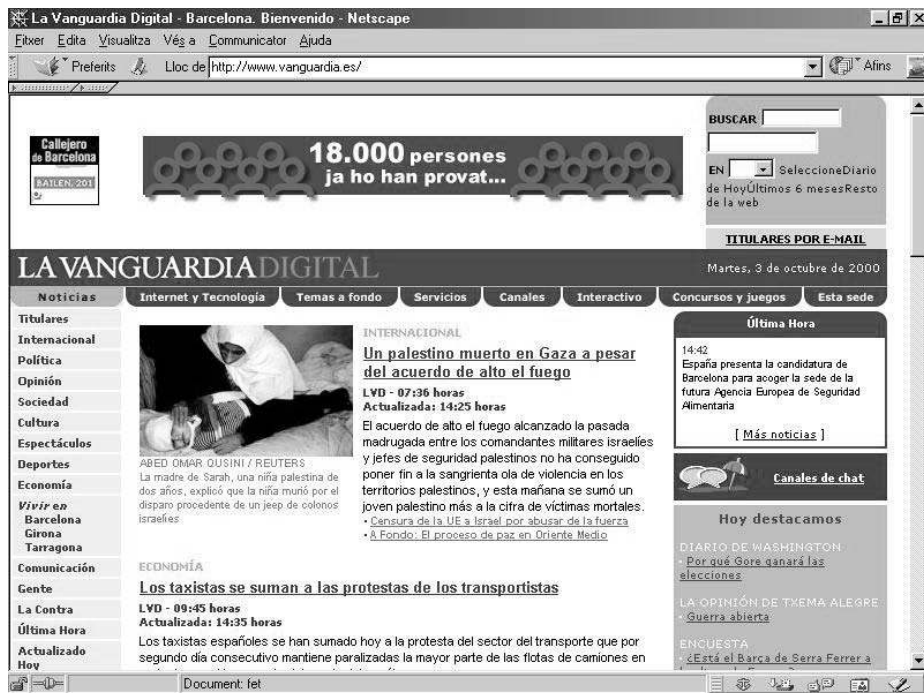 La Vanguardia Digital - Barcelona. Bienvenido - Netscape
Fitxer Edita Visualitza Vés a Communicator Ajuda
Preferits Lloc de http://www.vanguardia.es/ Afins
Callejero
de Barcelona
BAILEN, 201
18.000 persones
ja ho han provat...
BUSCAR
EN SeleccioneDiario
de HoyÚltimos 6 mesesResto
de la web
TITULARES POR E-MAIL
LA VANGUARDIA DIGITAL
Martes, 3 de octubre de 2000
Noticias Internet y Tecnología Temas a fondo Servicios Canales Interactivo Concursos y juegos Esta sede
Titulares
Internacional
Política
Opinión
Sociedad
Cultura
Espectáculos
Deportes
Economía
Vivir en
Barcelona
Girona
Tarragona
Comunicación
Gente
La Contra
Última Hora
Actualizado
Hoy
ABED OMAR QUSINI / REUTERS
La madre de Sarah, una niña palestina de
dos años, explicó que la niña murió por el
disparo procedente de un jeep de colonos
israelíes
INTERNACIONAL
Un palestino muerto en Gaza a pesar
del acuerdo de alto el fuego
LVD - 07:36 horas
Actualizada: 14:25 horas
El acuerdo de alto el fuego alcanzado la pasada
madrugada entre los comandantes militares israelíes
y jefes de seguridad palestinos no ha conseguido
poner fin a la sangrienta ola de violencia en los
territorios palestinos, y esta mañana se sumó un
joven palestino más a la cifra de víctimas mortales.
· Censura de la UE a Israel por abusar de la fuerza
· A Fondo: El proceso de paz en Oriente Medio
ECONOMÍA
Los taxistas se suman a las protestas de los transportistas
LVD - 09:45 horas
Actualizada: 14:35 horas
Los taxistas españoles se han sumado hoy a la protesta del sector del transporte que por
segundo día consecutivo mantiene paralizadas la mayor parte de las flotas de camiones en
Última Hora
14:42
España presenta la candidatura de
Barcelona para acoger la sede de la
futura Agencia Europea de Seguridad
Alimentaria
[ Más noticias ]
Canales de chat
Hoy destacamos
DIARIO DE WASHINGTON
· Por qué Gore ganará las
elecciones
LA OPINIÓN DE TXEMA ALEGRE
· Guerra abierta
ENCUESTA
· ¿Está el Barça de Serra Ferrer a
Document: fet